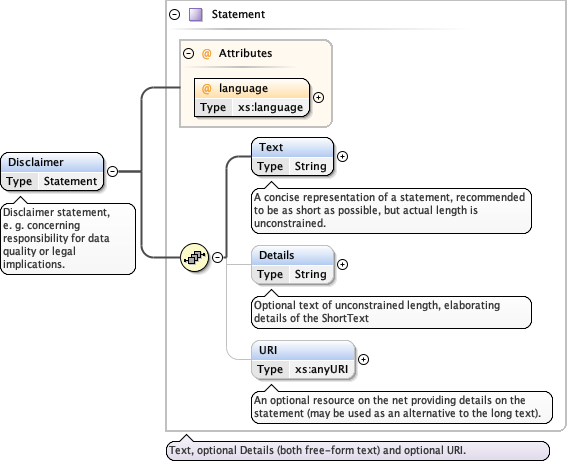 Statement
@ Attributes
@ language
Type xs:language
Disclaimer
Type Statement
Disclaimer statement,
e. g. concerning
responsibility for data
quality or legal
implications.
Text
Type String
A concise representation of a statement, recommended
to be as short as possible, but actual length is
unconstrained.
Details
Type String
Optional text of unconstrained length, elaborating
details of the ShortText
URI
Type xs:anyURI
An optional resource on the net providing details on the
statement (may be used as an alternative to the long text).
Text, optional Details (both free-form text) and optional URI.